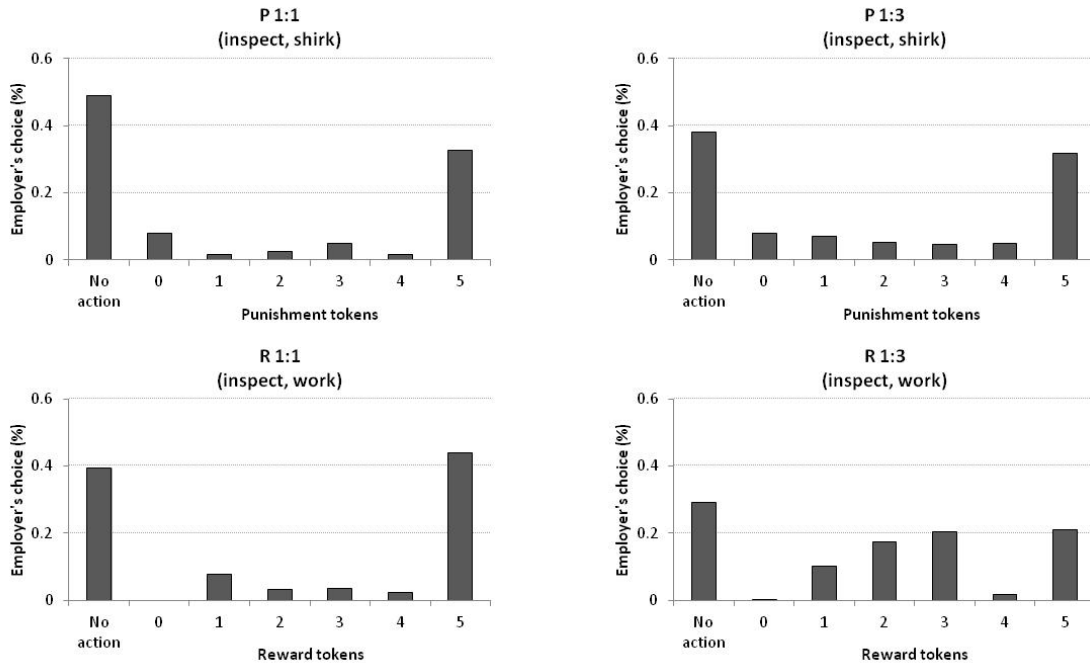 P 1:1
(inspect, shirk)
Employer's choice (%)
0.6
0.4
0.2
0
No action
0
1
2
3
4
5
Punishment tokens
P 1:3
(inspect, shirk)
Employer's choice (%)
0.6
0.4
0.2
0
No action
0
1
2
3
4
5
Punishment tokens
R 1:1
(inspect, work)
Employer's choice (%)
0.6
0.4
0.2
0
No action
0
1
2
3
4
5
Reward tokens
R 1:3
(inspect, work)
Employer's choice (%)
0.6
0.4
0.2
0
No action
0
1
2
3
4
5
Reward tokens